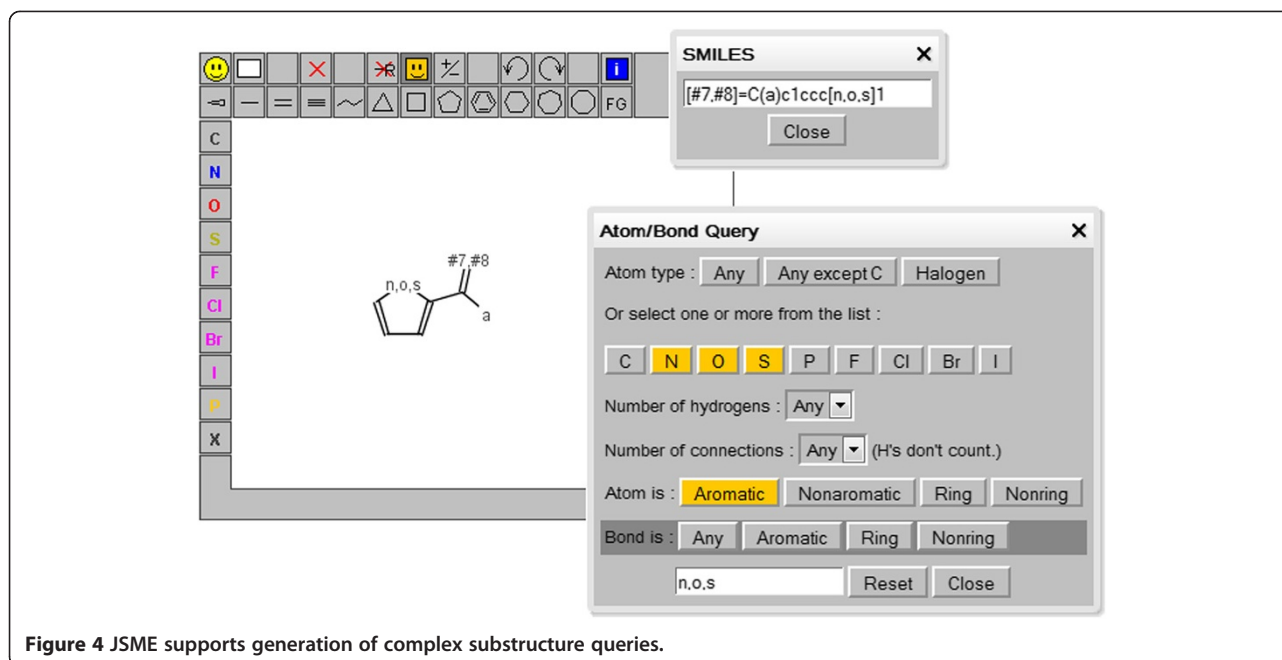 SMILES ×
[#7,#8]=C(a)c1ccc[n,o,s]1
Close
R i
FG
C
N
O
S
F
Cl
Br
I
P
X
#7,#8
n,o,s
a
Atom/Bond Query ×
Atom type : Any Any except C Halogen
Or select one or more from the list :
C N O S P F Cl Br I
Number of hydrogens : Any
Number of connections : Any (H's don't count.)
Atom is : Aromatic Nonaromatic Ring Nonring
Bond is : Any Aromatic Ring Nonring
n,o,s Reset Close
Figure 4 JSME supports generation of complex substructure queries.